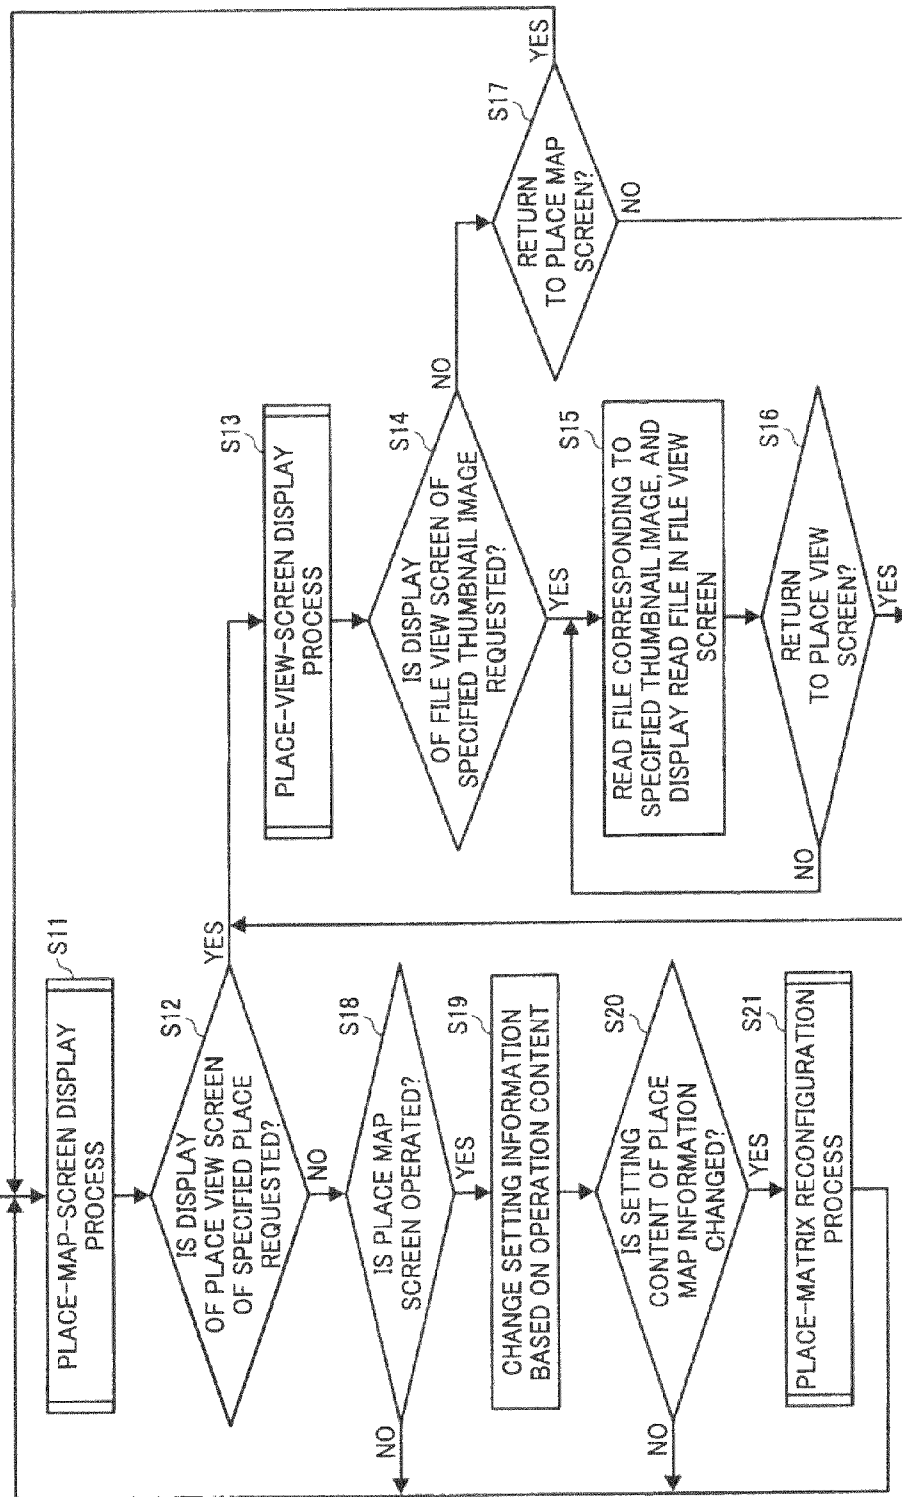 S11
PLACE-MAP-SCREEN DISPLAY
PROCESS
S12
IS DISPLAY
OF PLACE VIEW SCREEN
OF SPECIFIED PLACE
REQUESTED?
YES
NO
S18
IS PLACE MAP
SCREEN OPERATED?
NO
YES
S19
CHANGE SETTING INFORMATION
BASED ON OPERATION CONTENT
S20
IS SETTING
CONTENT OF PLACE
MAP INFORMATION
CHANGED?
NO
YES
S21
PLACE-MATRIX RECONFIGURATION
PROCESS
S13
PLACE-VIEW-SCREEN DISPLAY
PROCESS
S14
IS DISPLAY
OF FILE VIEW SCREEN OF
SPECIFIED THUMBNAIL IMAGE
REQUESTED?
NO
YES
S15
READ FILE CORRESPONDING TO
SPECIFIED THUMBNAIL IMAGE, AND
DISPLAY READ FILE IN FILE VIEW
SCREEN
S16
RETURN
TO PLACE VIEW
SCREEN?
NO
YES
S17
RETURN
TO PLACE MAP
SCREEN?
YES
NO